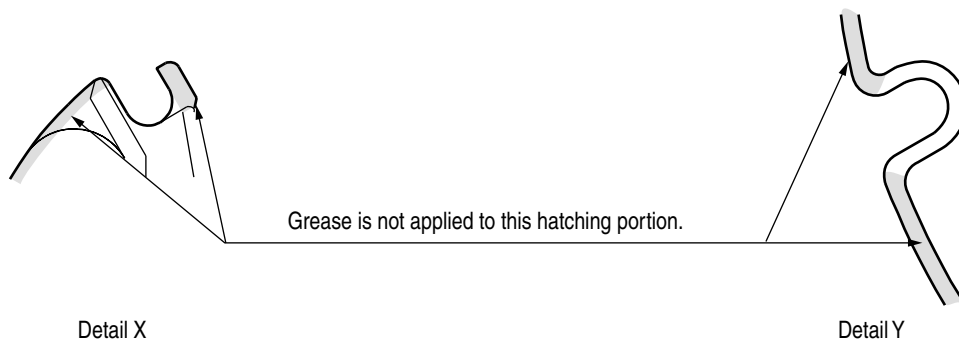 Grease is not applied to this hatching portion.
Detail X
Detail Y